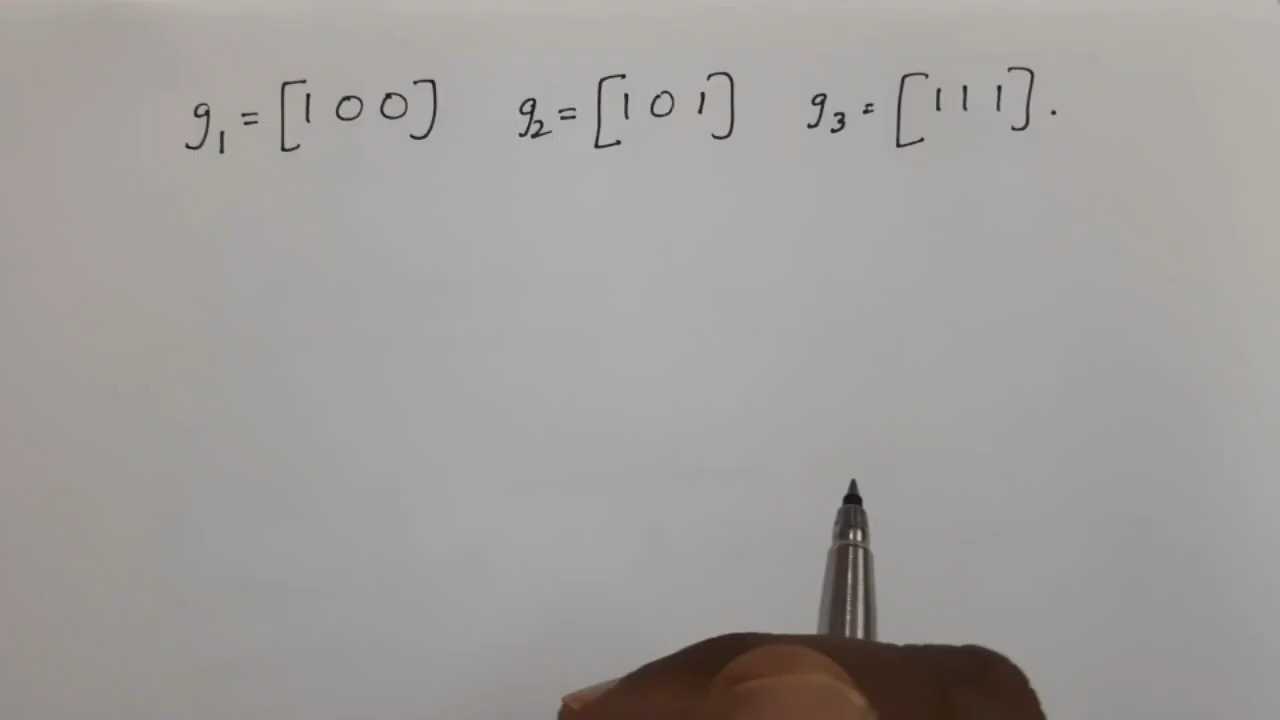 g₁ = [1 0 0] g₂ = [1 0 1] g₃ = [1 1 1].